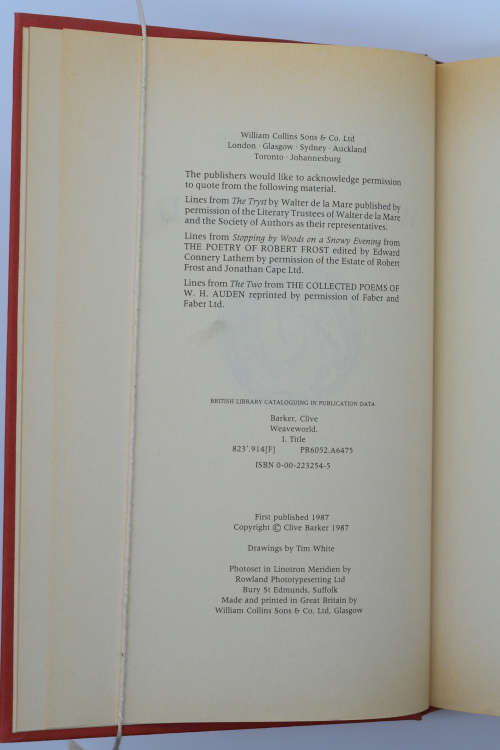 William Collins Sons & Co. Ltd
London · Glasgow · Sydney · Auckland
Toronto · Johannesburg
The publishers would like to acknowledge permission
to quote from the following material.
Lines from The Tryst by Walter de la Mare published by
permission of the Literary Trustees of Walter de la Mare
and the Society of Authors as their representatives.
Lines from Stopping by Woods on a Snowy Evening from
THE POETRY OF ROBERT FROST edited by Edward
Connery Lathem by permission of the Estate of Robert
Frost and Jonathan Cape Ltd.
Lines from The Two from THE COLLECTED POEMS OF
W. H. AUDEN reprinted by permission of Faber and
Faber Ltd.
BRITISH LIBRARY CATALOGUING IN PUBLICATION DATA
Barker, Clive
Weaveworld.
I. Title
823'.914[F] PR6052.A6475
ISBN 0-00-223254-5
First published 1987
Copyright © Clive Barker 1987
Drawings by Tim White
Photoset in Linotron Meridien by
Rowland Phototypesetting Ltd
Bury St Edmunds, Suffolk
Made and printed in Great Britain by
William Collins Sons & Co. Ltd, Glasgow